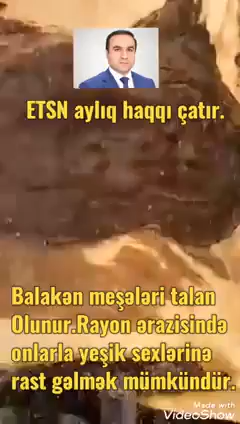 ETSN aylıq haqqı çatır.
Balakən meşələri talan
Olunur.Rayon ərazisində
onlarla yeşik sexlərinə
rast gəlmək mümkündür.
Made with
VideoShow